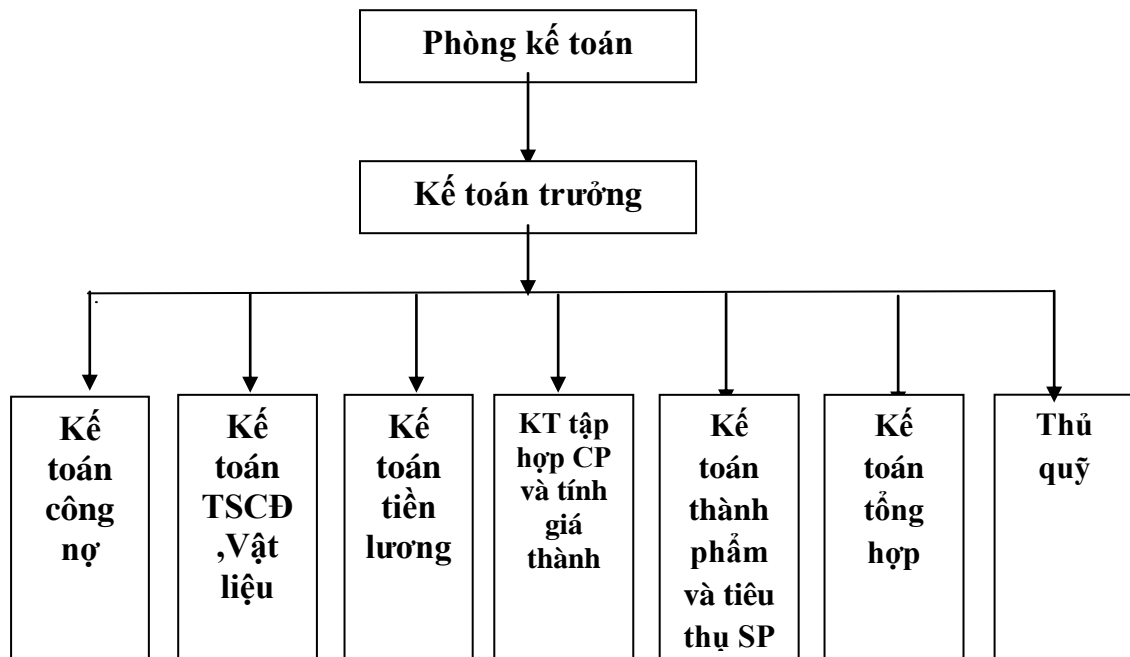 Phòng kế toán
Kế toán trưởng
Kế
toán
công
nợ
Kế
toán
TSCĐ
,Vật
liệu
Kế
toán
tiền
lương
KT tập
hợp CP
và tính
giá
thành
Kế
toán
thành
phẩm
và tiêu
thụ SP
Kế
toán
tổng
hợp
Thủ
quỹ